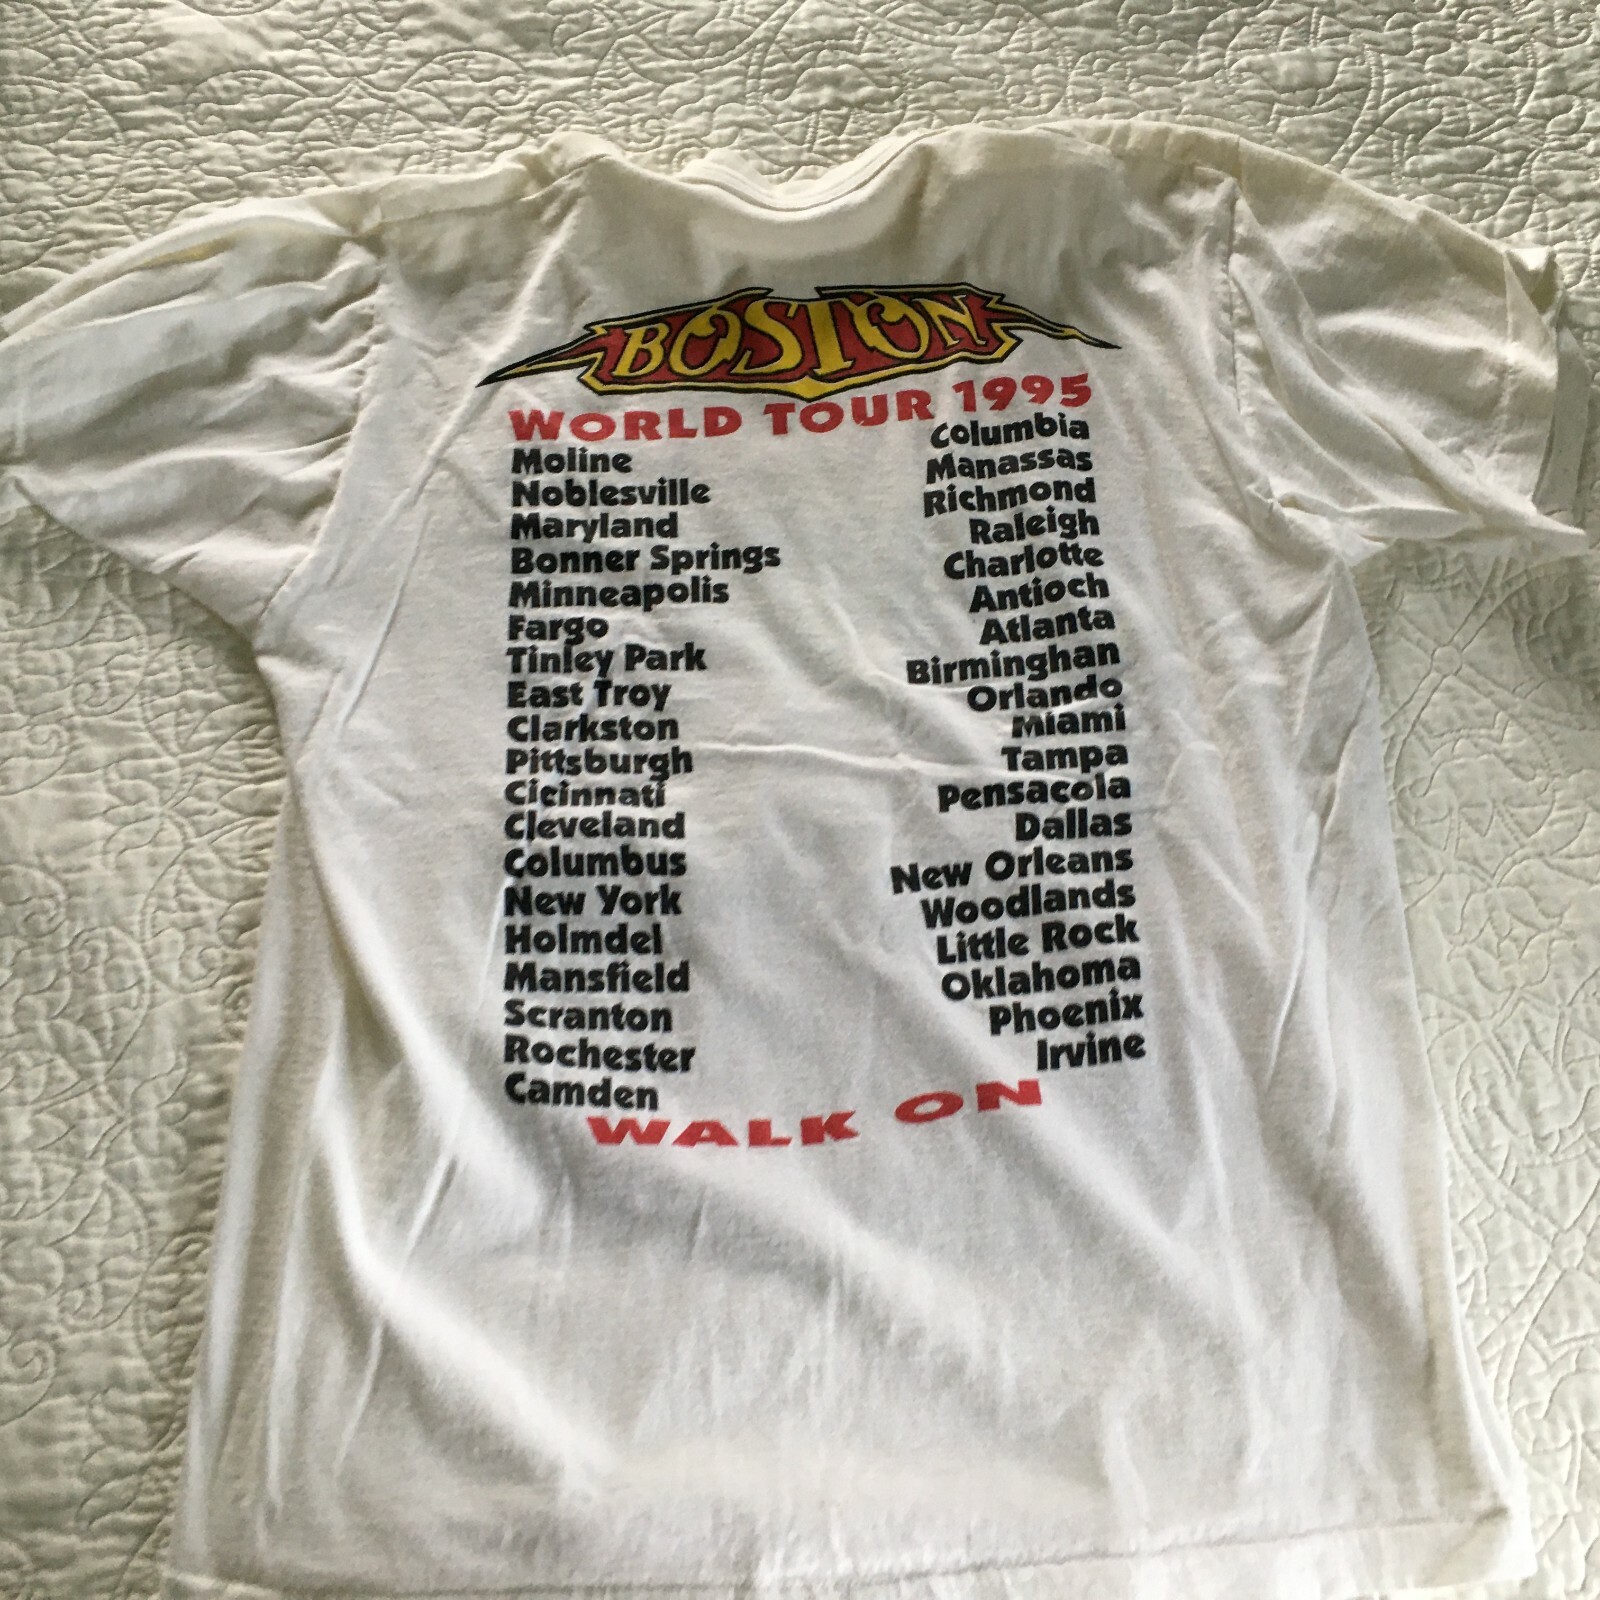 BOSTON
WORLD TOUR 1995
Moline
Noblesville
Maryland
Bonner Springs
Minneapolis
Fargo
Tinley Park
East Troy
Clarkston
Pittsburgh
Cicinnati
Cleveland
Columbus
New York
Holmdel
Mansfield
Scranton
Rochester
Camden
Columbia
Manassas
Richmond
Raleigh
Charlotte
Antioch
Atlanta
Birminghan
Orlando
Miami
Tampa
Pensacola
Dallas
New Orleans
Woodlands
Little Rock
Oklahoma
Phoenix
Irvine
WALK ON